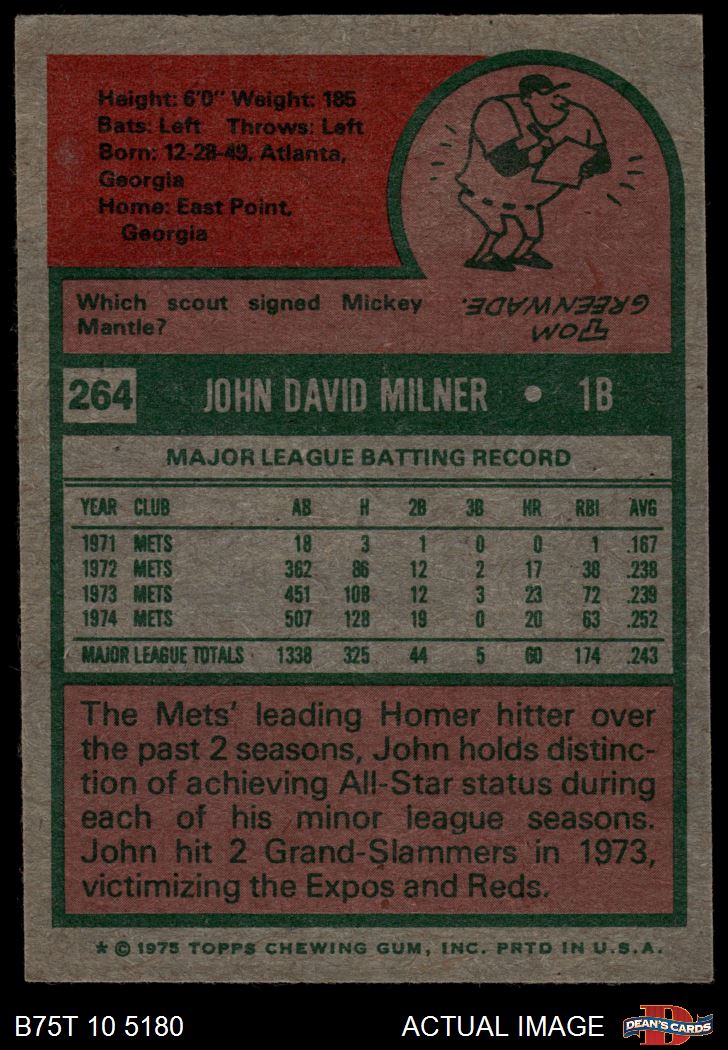 Height: 6'0" Weight: 185
Bats: Left Throws: Left
Born: 12-28-49, Atlanta,
Georgia
Home: East Point,
Georgia
Which scout signed Mickey
Mantle?
TOM
GREENWADE.
264 JOHN DAVID MILNER • 1B
MAJOR LEAGUE BATTING RECORD
YEAR CLUB AB H 2B 3B HR RBI AVG
1971 METS 18 3 1 0 0 1 .167
1972 METS 362 86 12 2 17 38 .238
1973 METS 451 108 12 3 23 72 .239
1974 METS 507 128 19 0 20 63 .252
MAJOR LEAGUE TOTALS 1338 325 44 5 60 174 .243
The Mets' leading Homer hitter over
the past 2 seasons, John holds distinc-
tion of achieving All-Star status during
each of his minor league seasons.
John hit 2 Grand-Slammers in 1973,
victimizing the Expos and Reds.
* © 1975 TOPPS CHEWING GUM, INC. PRTD IN U.S.A.
B75T 10 5180 ACTUAL IMAGE
D
DEAN'S CARDS